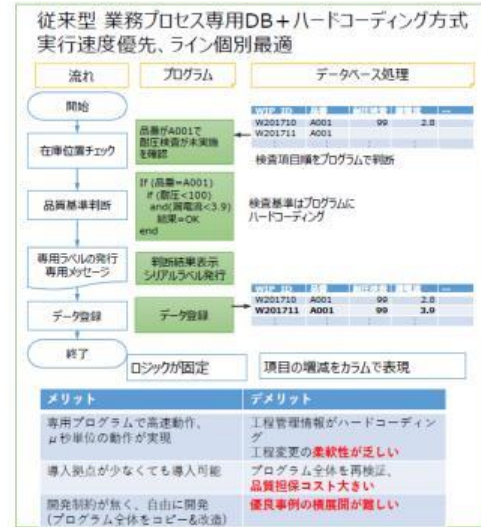 従来型 業務プロセス専用DB＋ハードコーディング方式
実行速度優先、ライン個別最適
流れ
プログラム
データベース処理
開始
在庫位置チェック
品質基準判断
専用ラベルの発行
専用メッセージ
データ登録
終了
品番がA001で
耐圧検査が未実施
を確認
If (品番=A001)
if (耐圧<100)
and(漏電流<3.9)
結果=OK
end
判断結果表示
シリアルラベル発行
データ登録
WIP_ID 品番
W201710 A001 99 2.8
W201711 A001
検査項目順をプログラムで判断
検査基準はプログラムに
ハードコーディング
WIP_ID 品番
W201710 A001 99 2.8
W201711 A001 99 3.9
ロジックが固定
項目の増減をカラムで表現
メリット
デメリット
専用プログラムで高速動作、
μ秒単位の動作が実現
工程管理情報がハードコーディン
グ
工程変更の柔軟性が乏しい
導入拠点が少なくても導入可能
プログラム全体を再検証、
品質担保コスト大きい
開発制約が無く、自由に開発
(プログラム全体をコピー&改造)
優良事例の横展開が難しい